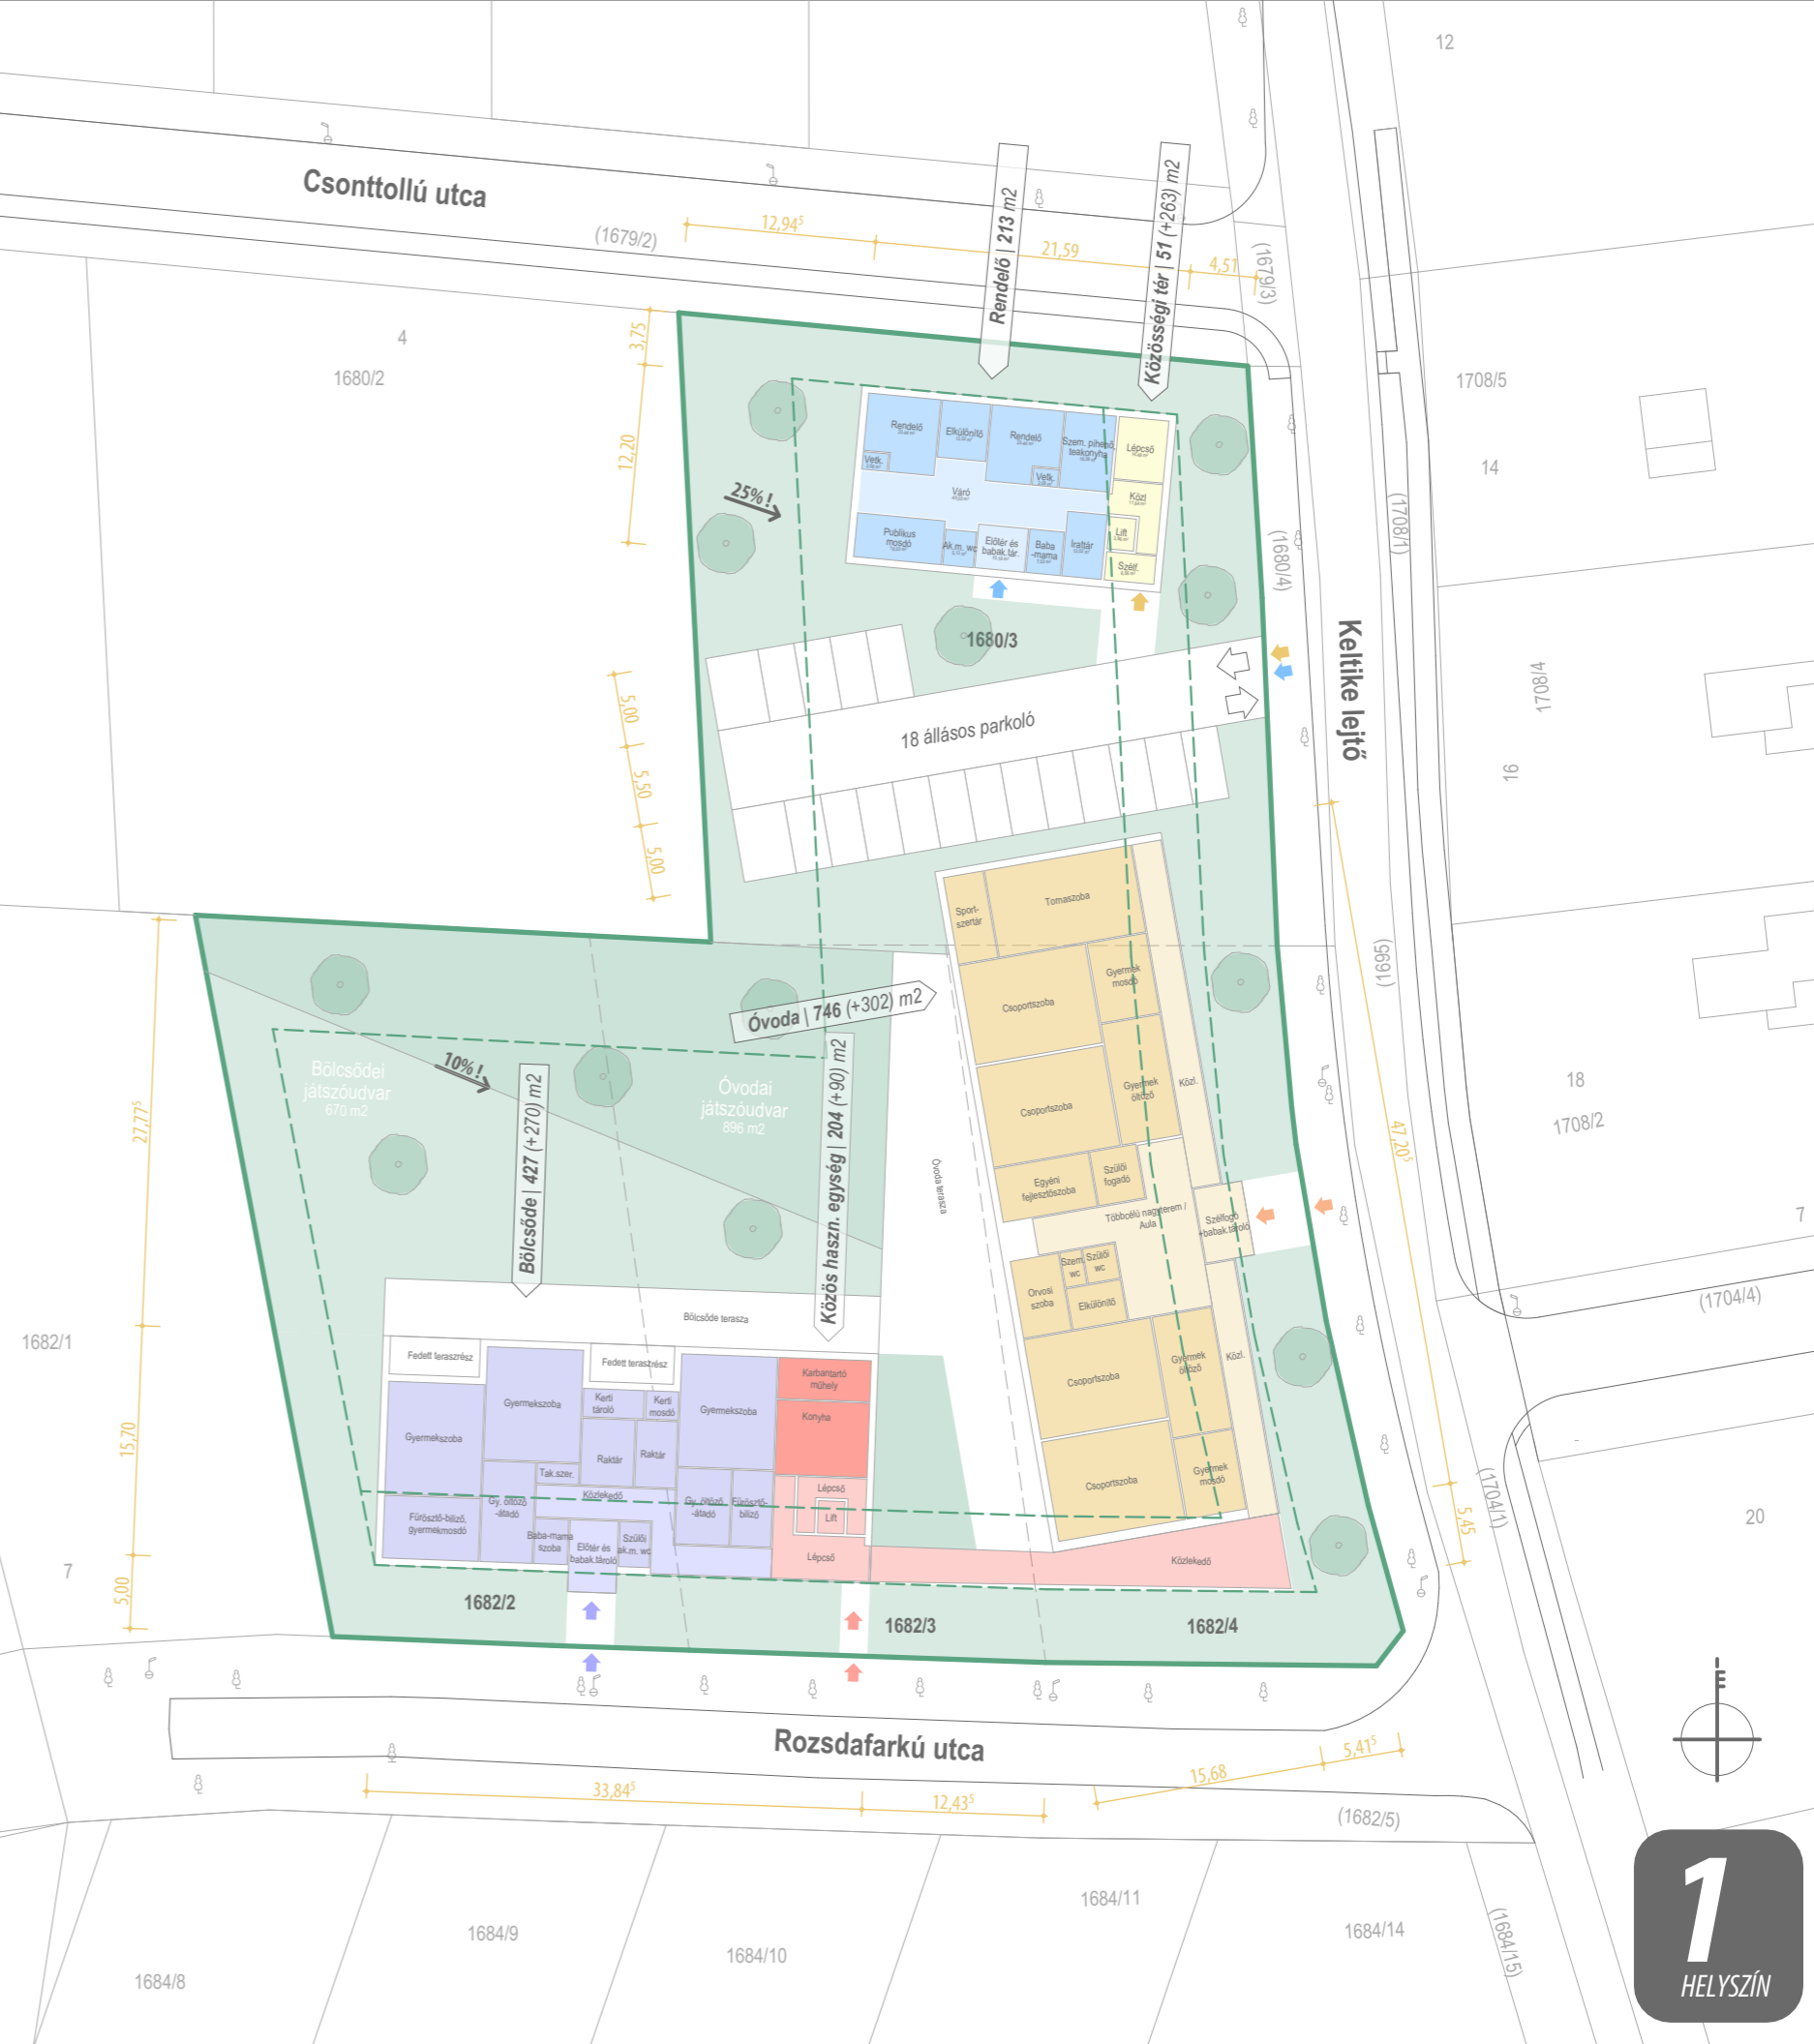 12
Csonttollú utca
(1679/2)
12,94⁵
21,59
4,51
(1679/3)
Rendelő | 213 m2
Közösségi tér | 51 (+263) m2
3,75
12,20
4
1680/2
1708/5
14
(1708/1)
Rendelő
Elkülönítő
Rendelő
Szem. pihenő,
teakonyha
Lépcső
Vetk.
Vetk.
Váró
Közl
Lift
Publikus
mosdó
Ak.m. wc
Előtér és
babak.tár.
Baba
-mama
Irattár
Szélf.
25%!
(1680/4)
1680/3
Keltike lejtő
18 állásos parkoló
5,00
5,50
5,00
1708/4
16
Sport-
szertár
Tornaszoba
Csoportszoba
Gyermek
mosdó
Csoportszoba
Gyermek
öltöző
Közl.
Egyéni
fejlesztőszoba
Szülői
fogadó
Többcélú nagyterem /
Aula
Szélfogó
+babak.tároló
Orvosi
szoba
Szem.
wc
Szülői
wc
Elkülönítő
Csoportszoba
Gyermek
öltöző
Közl.
Csoportszoba
Gyermek
mosdó
(1695)
47,20⁵
18
1708/2
7
(1704/4)
(1704/1)
5,45
20
Óvoda | 746 (+302) m2
Bölcsődei
játszóudvar
670 m2
10%!
Óvodai
játszóudvar
896 m2
Bölcsőde | 427 (+270) m2
Közös haszn. egység | 204 (+90) m2
Óvoda terasza
27,77⁵
15,70
5,00
1682/1
7
Bölcsőde terasza
Fedett teraszrész
Fedett teraszrész
Gyermekszoba
Gyermekszoba
Kerti
tároló
Kerti
mosdó
Gyermekszoba
Karbantartó
műhely
Konyha
Raktár
Raktár
Tak.szer.
Közlekedő
Fürösztő-biliző,
gyermekmosdó
Gy. öltöző
-átadó
Baba-mama
szoba
Előtér és
babak.tároló
Szülői
ak.m. wc
Gy. öltöző
-átadó
Fürösztő-
biliző
Lépcső
Lift
Lépcső
Közlekedő
1682/2
1682/3
1682/4
Rozsdafarkú utca
33,84⁵
12,43⁵
15,68
5,41⁵
(1682/5)
É
1684/8
1684/9
1684/10
1684/11
1684/14
(1684/15)
1
HELYSZÍN